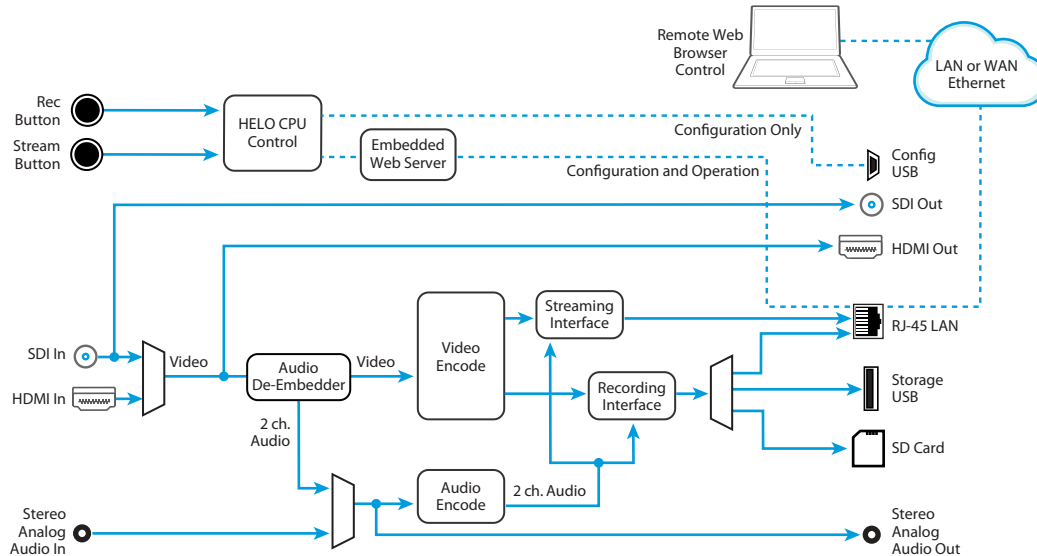 Remote Web
Browser
Control
LAN or WAN
Ethernet
Rec
Button
Stream
Button
HELO CPU
Control
Embedded
Web Server
Configuration Only
Configuration and Operation
Config
USB
SDI Out
HDMI Out
RJ-45 LAN
Storage
USB
SD Card
SDI In
HDMI In
Video
Audio
De-Embedder
Video
Video
Encode
Streaming
Interface
Recording
Interface
2 ch.
Audio
Audio
Encode
2 ch. Audio
Stereo
Analog
Audio In
Stereo
Analog
Audio Out